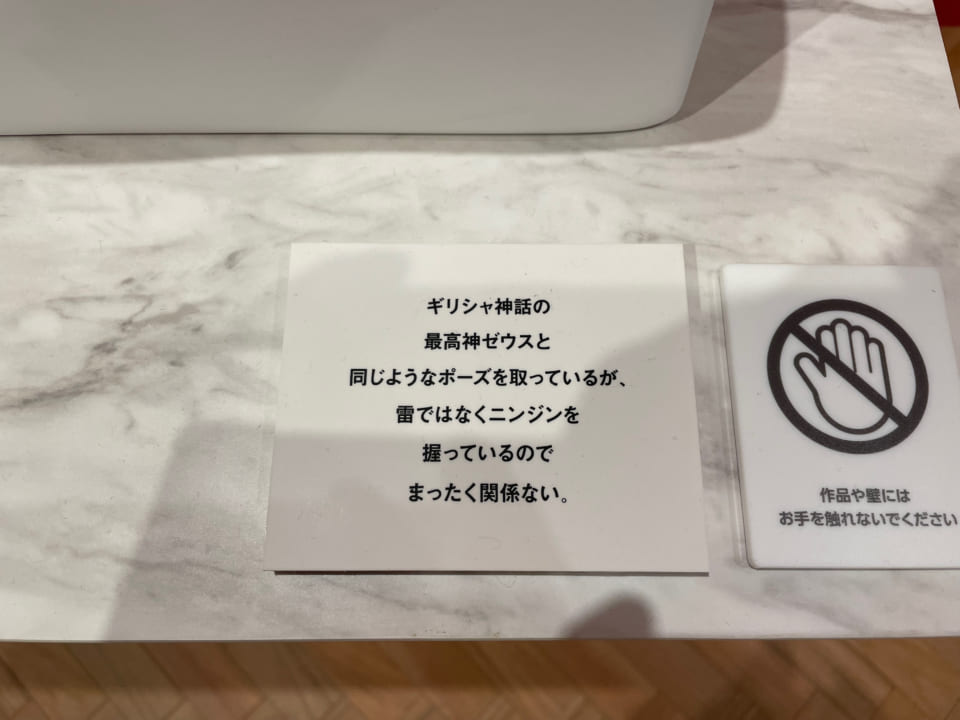 ギリシャ神話の
最高神ゼウスと
同じようなポーズを取っているが、
雷ではなくニンジンを
握っているので
まったく関係ない。
作品や壁には
お手を触れないでください